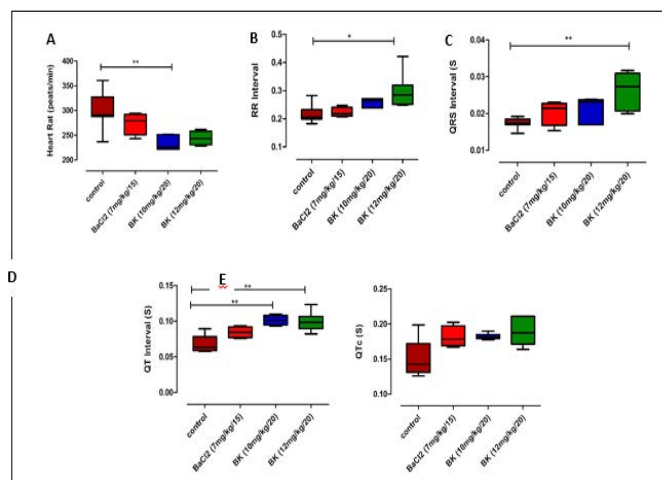 A
**
Heart Rat (peats/min)
350
300
250
200
control
BaCl2 (7mg/kg/15)
BK (10mg/kg/20)
BK (12mg/kg/20)
B
*
RR Interval
0.5
0.4
0.3
0.2
0.1
control
BaCl2 (7mg/kg/15)
BK (10mg/kg/20)
BK (12mg/kg/20)
C
**
QRS Interval (S
0.04
0.03
0.02
0.01
control
BaCl2 (7mg/kg/15)
BK (10mg/kg/20)
BK (12mg/kg/20)
D
**
**
QT Interval (S)
0.15
0.10
0.05
0.00
control
BaCl2 (7mg/kg/15)
BK (10mg/kg/20)
BK (12mg/kg/20)
E
QTc (S)
0.25
0.20
0.15
0.10
control
BaCl2 (7mg/kg/15)
BK (10mg/kg/20)
BK (12mg/kg/20)